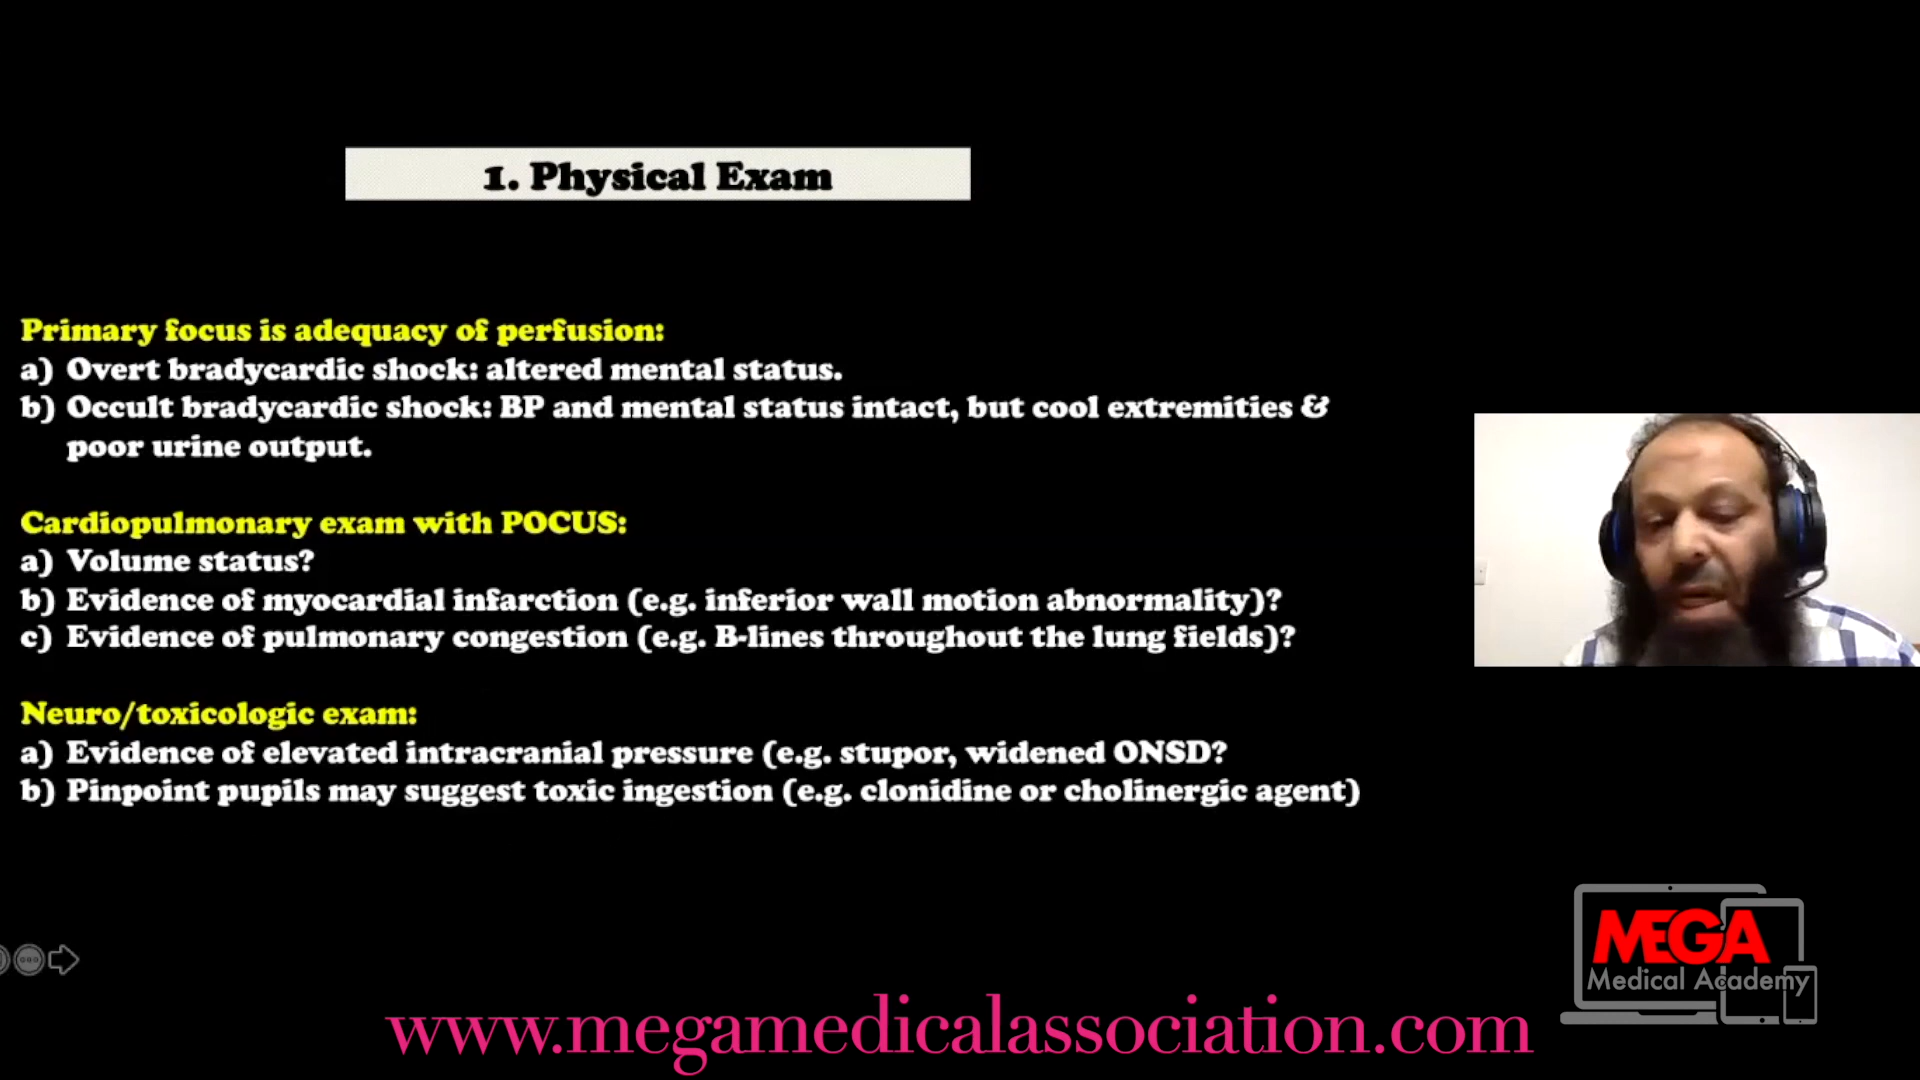 1. Physical Exam
Primary focus is adequacy of perfusion:
a) Overt bradycardic shock: altered mental status.
b) Occult bradycardic shock: BP and mental status intact, but cool extremities &
poor urine output.
Cardiopulmonary exam with POCUS:
a) Volume status?
b) Evidence of myocardial infarction (e.g. inferior wall motion abnormality)?
c) Evidence of pulmonary congestion (e.g. B-lines throughout the lung fields)?
Neuro/toxicologic exam:
a) Evidence of elevated intracranial pressure (e.g. stupor, widened ONSD?
b) Pinpoint pupils may suggest toxic ingestion (e.g. clonidine or cholinergic agent)
MEGA
Medical Academy
www.megamedicalassociation.com